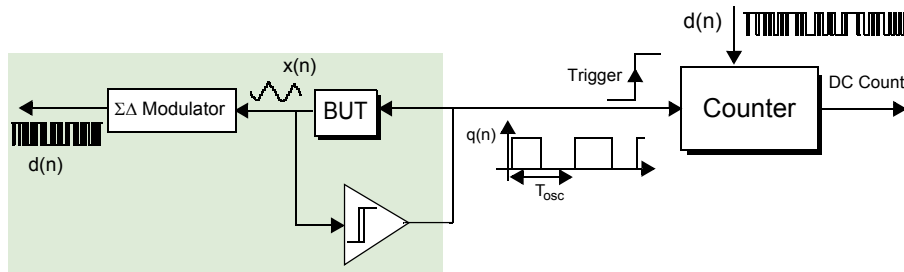 d(n)
x(n)
Trigger
ΣΔ Modulator
BUT
Counter
DC Count
q(n)
d(n)
Tosc